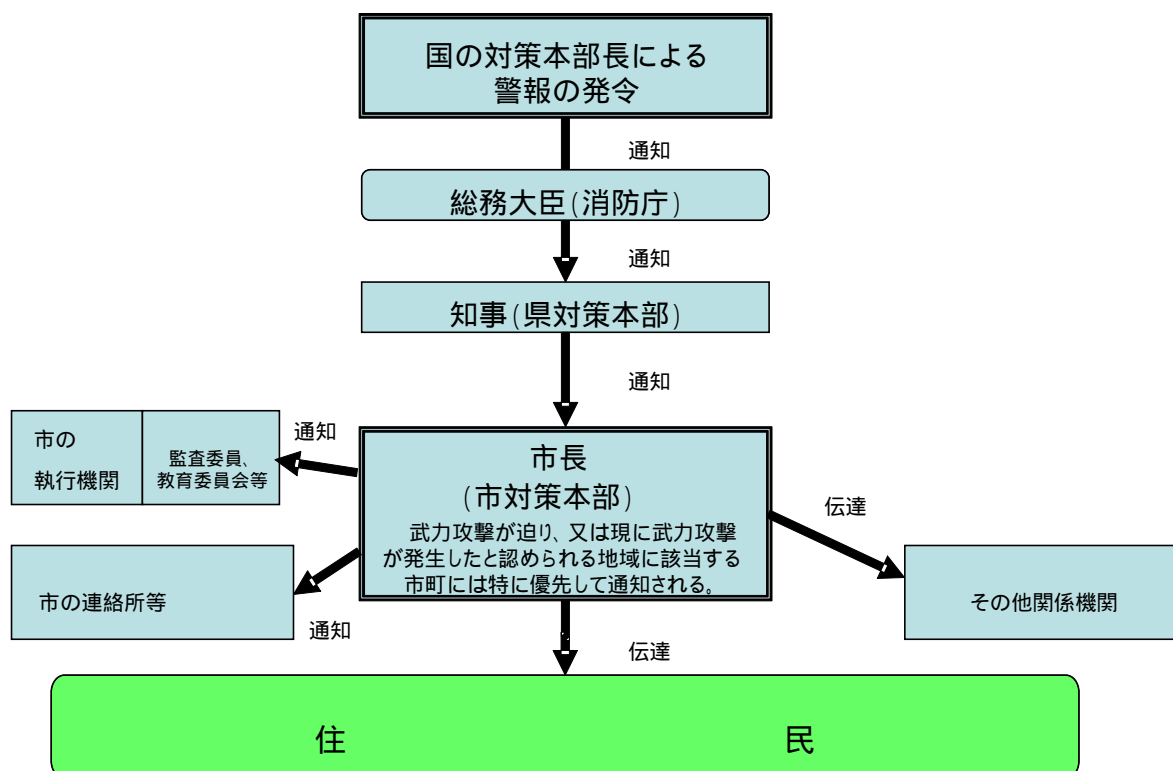 国の対策本部長による
警報の発令
通知
総務大臣(消防庁)
通知
知事(県対策本部)
通知
市の
執行機関
監査委員、
教育委員会等
通知
市長
(市対策本部)
武力攻撃が迫り、又は現に武力攻撃
が発生したと認められる地域に該当する
市町には特に優先して通知される。
伝達
市の連絡所等
通知
その他関係機関
伝達
住 民